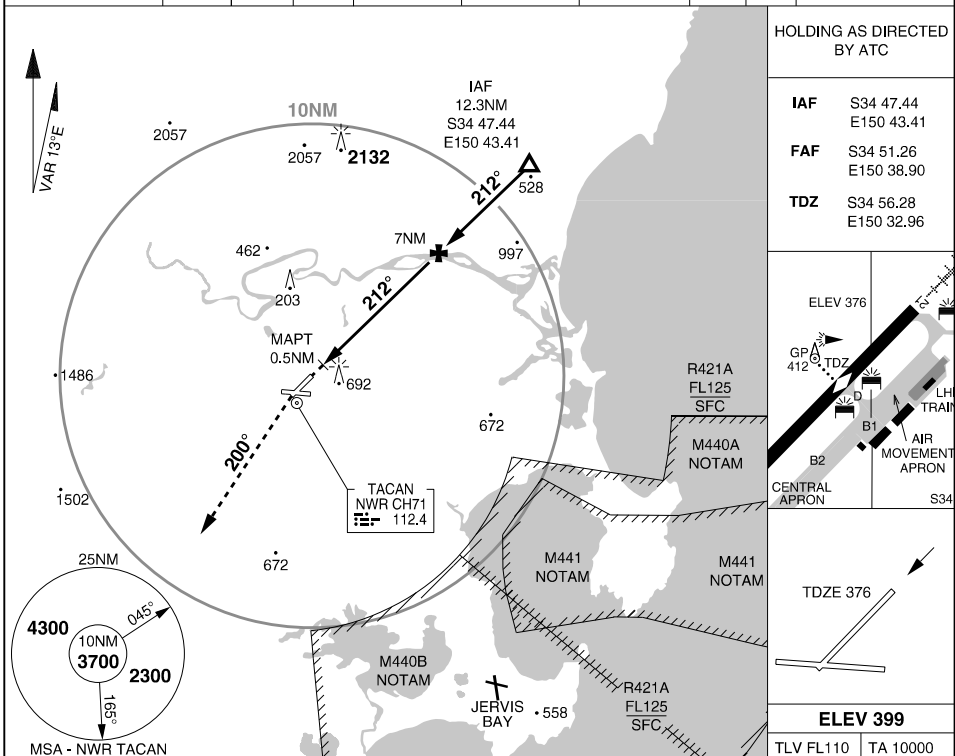 HOLDING AS DIRECTED
BY ATC
IAF S34 47.44
E150 43.41
FAF S34 51.26
E150 38.90
TDZ S34 56.28
E150 32.96
VAR 13°E
10NM
IAF
12.3NM
S34 47.44
E150 43.41
2057
2057
2132
528
212°
7NM
997
462
203
212°
MAPT
0.5NM
692
1486
672
200°
1502
TACAN
NWR CH71
112.4
672
R421A
FL125
SFC
M440A
NOTAM
M441
NOTAM
M441
NOTAM
M440B
NOTAM
JERVIS
BAY
558
R421A
FL125
SFC
25NM
4300
045°
10NM
3700
2300
165°
MSA - NWR TACAN
ELEV 376
21
GP
412
TDZ
D
B1
B2
AIR
MOVEMENT
APRON
CENTRAL
APRON
S34
TDZE 376
ELEV 399
TLV FL110 TA 10000